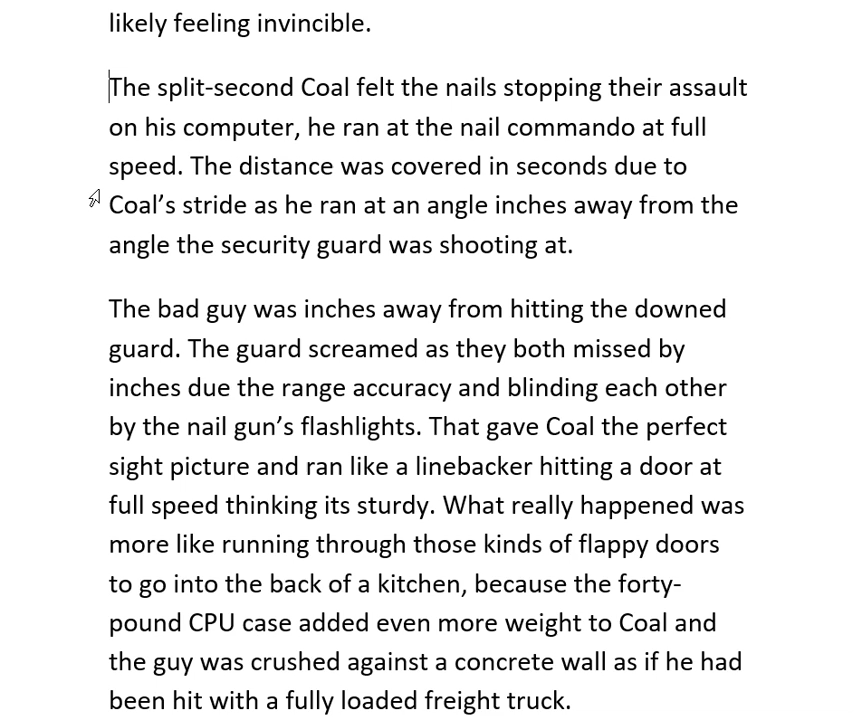 likely feeling invincible.
The split-second Coal felt the nails stopping their assault
on his computer, he ran at the nail commando at full
speed. The distance was covered in seconds due to
Coal’s stride as he ran at an angle inches away from the
angle the security guard was shooting at.
The bad guy was inches away from hitting the downed
guard. The guard screamed as they both missed by
inches due the range accuracy and blinding each other
by the nail gun’s flashlights. That gave Coal the perfect
sight picture and ran like a linebacker hitting a door at
full speed thinking its sturdy. What really happened was
more like running through those kinds of flappy doors
to go into the back of a kitchen, because the forty-
pound CPU case added even more weight to Coal and
the guy was crushed against a concrete wall as if he had
been hit with a fully loaded freight truck.